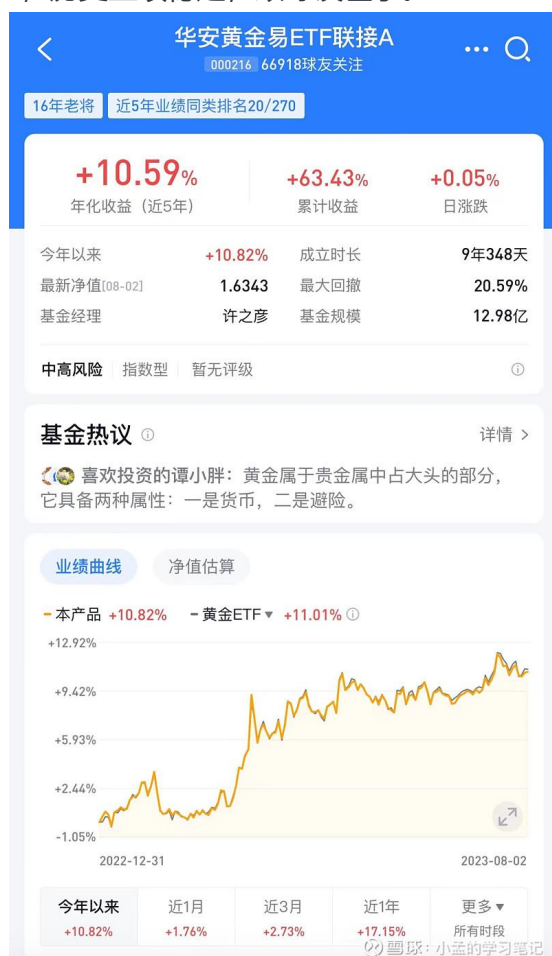 华安黄金易ETF联接A
000216 66918球友关注
16年老将 近5年业绩同类排名20/270
+10.59% +63.43% +0.05%
年化收益（近5年） 累计收益 日涨跌
今年以来 +10.82% 成立时长 9年348天
最新净值[08-02] 1.6343 最大回撤 20.59%
基金经理 许之彦 基金规模 12.98亿
中高风险 指数型 暂无评级
基金热议 详情 >
喜欢投资的谭小胖：黄金属于贵金属中占大头的部分，
它具备两种属性：一是货币，二是避险。
业绩曲线 净值估算
本产品 +10.82% 黄金ETF▼ +11.01%
+12.92%
+9.42%
+5.93%
+2.44%
-1.05%
2022-12-31 2023-08-02
今年以来 近1月 近3月 近1年 更多▼
+10.82% +1.76% +2.73% +17.15% 所有时段
雪球：小孟的学习笔记